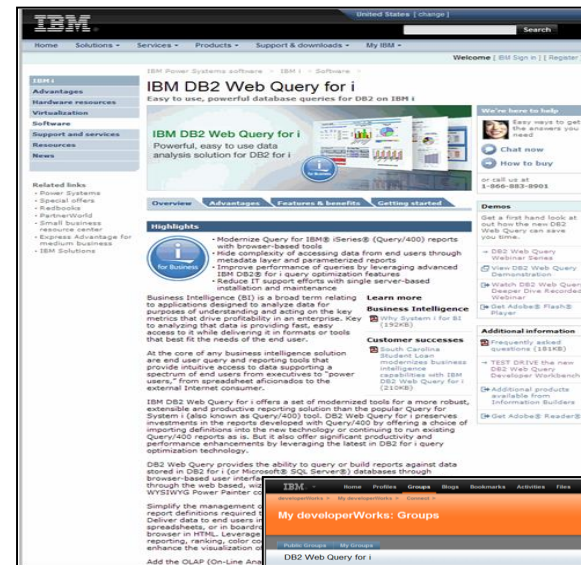 IBM
United States [ change ]
Search
Home Solutions Services Products Support & downloads My IBM
Welcome [ IBM Sign in ] [ Register
IBM Power Systems software > IBM i > Software >
IBM i
Advantages
Hardware resources
Virtualization
Software
Support and services
Resources
News
Related links
• Power Systems
• Special offers
• Redbooks
• PartnerWorld
• Small business
resource center
• Express Advantage for
medium business
• IBM Solutions
IBM DB2 Web Query for i
Easy to use, powerful database queries for DB2 on IBM i
IBM DB2 Web Query for i
Powerful, easy to use data
analysis solution for DB2 for i
i
for Business
Overview Advantages Features & benefits Getting started
Highlights
i
for Business
• Modernize Query for IBM® iSeries® (Query/400) reports
with browser-based tools
• Hide complexity of accessing data from end users through
metadata layer and parameterized reports
• Improve performance of queries by leveraging advanced
IBM DB2® for i query optimization features
• Reduce IT support efforts with single server-based
installation and maintenance
Business Intelligence (BI) is a broad term relating
to applications designed to analyze data for
purposes of understanding and acting on the key
metrics that drive profitability in an enterprise. Key
to analyzing that data is providing fast, easy
access to it while delivering it in formats or tools
that best fit the needs of the end user.
At the core of any business intelligence solution
are end user query and reporting tools that
provide intuitive access to data supporting a
spectrum of end users from executives to "power
users," from spreadsheet aficionados to the
external Internet consumer.
Learn more
Business Intelligence
Why System i for BI
(192KB)
Customer successes
South Carolina
Student Loan
modernizes business
intelligence
capabilities with IBM
DB2 Web Query for i
(210KB)
IBM DB2 Web Query for i offers a set of modernized tools for a more robust,
extensible and productive reporting solution than the popular Query for
System i (also known as Query/400) tool. DB2 Web Query for i preserves
investments in the reports developed with Query/400 by offering a choice of
importing definitions into the new technology or continuing to run existing
Query/400 reports as is. But it also offer significant productivity and
performance enhancements by leveraging the latest in DB2 for i query
optimization technology.
DB2 Web Query provides the ability to query or build reports against data
stored in DB2 for i (or Microsoft® SQL Server®) databases through
browser-based user interfa
through the web based, wiz
WYSIWYG Power Painter co
Simplify the management o
report definitions required t
Deliver data to end users in
spreadsheets, or in boardro
browser in HTML. Leverage
reporting, ranking, color co
enhance the visualization o
Add the OLAP (On-Line Ana
We're here to help
Easy ways to get
the answers you
need
Chat now
How to buy
or call us at
1-866-883-8901
Demos
Get a first hand look at
out how the new DB2
Web Query can save
you time.
→ DB2 Web Query
Webinar Series
View DB2 Web Query
Demonstration
Watch DB2 Web Query
Deeper Dive Recorded
Webinar
Get Adobe® Flash®
Player
Additional information
Frequently asked
questions (181KB)
→ TEST DRIVE the new
DB2 Web Query
Developer Workbench
Additional products
available from
Information Builders
Get Adobe® Reader®
IBM
Home Profiles Groups Blogs Bookmarks Activities Files
developerWorks > My developerWorks > Connect >
My developerWorks: Groups
Public Groups My Groups
DB2 Web Query for i